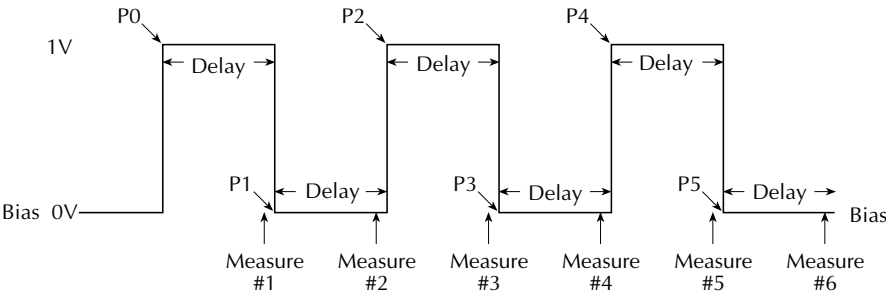 P0
P2
P4
1V
Delay
Delay
Delay
P1
P3
P5
Delay
Delay
Delay
Bias 0V
Bias
Measure #1
Measure #2
Measure #3
Measure #4
Measure #5
Measure #6